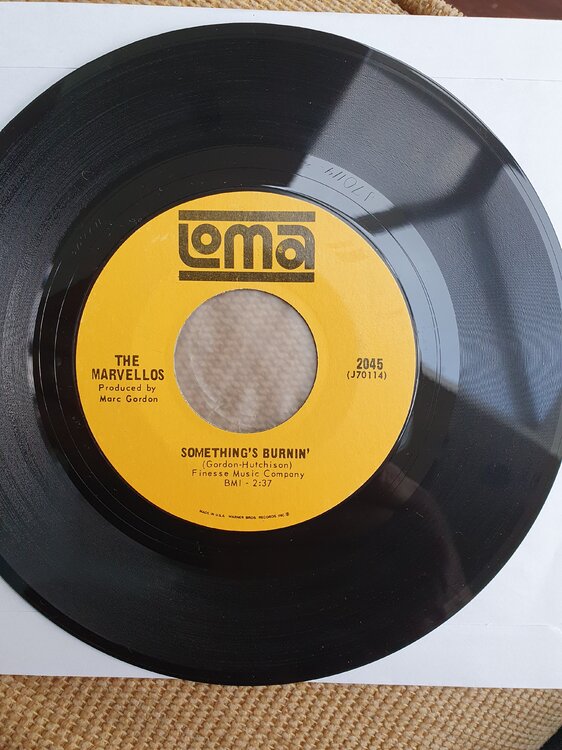 Loma
THE
MARVELLOS
Produced by
Marc Gordon
2045
(J70114)
SOMETHING'S BURNIN'
(Gordon-Hutchison)
Finesse Music Company
BMI - 2:37
MADE IN U.S.A. WARNER BROS. RECORDS INC.®